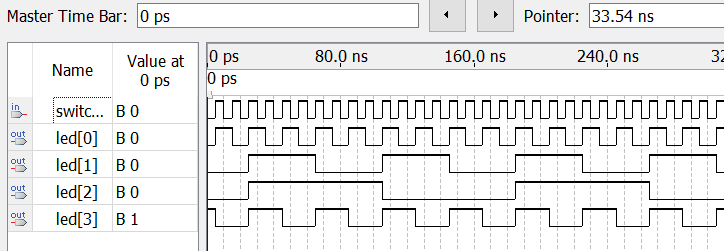 Master Time Bar: 0 ps Pointer: 33.54 ns
Name Value at 0 ps 0 ps 80.0 ns 160.0 ns 240.0 ns 32
0 ps
in switc... B 0
out led[0] B 0
out led[1] B 0
out led[2] B 0
out led[3] B 1